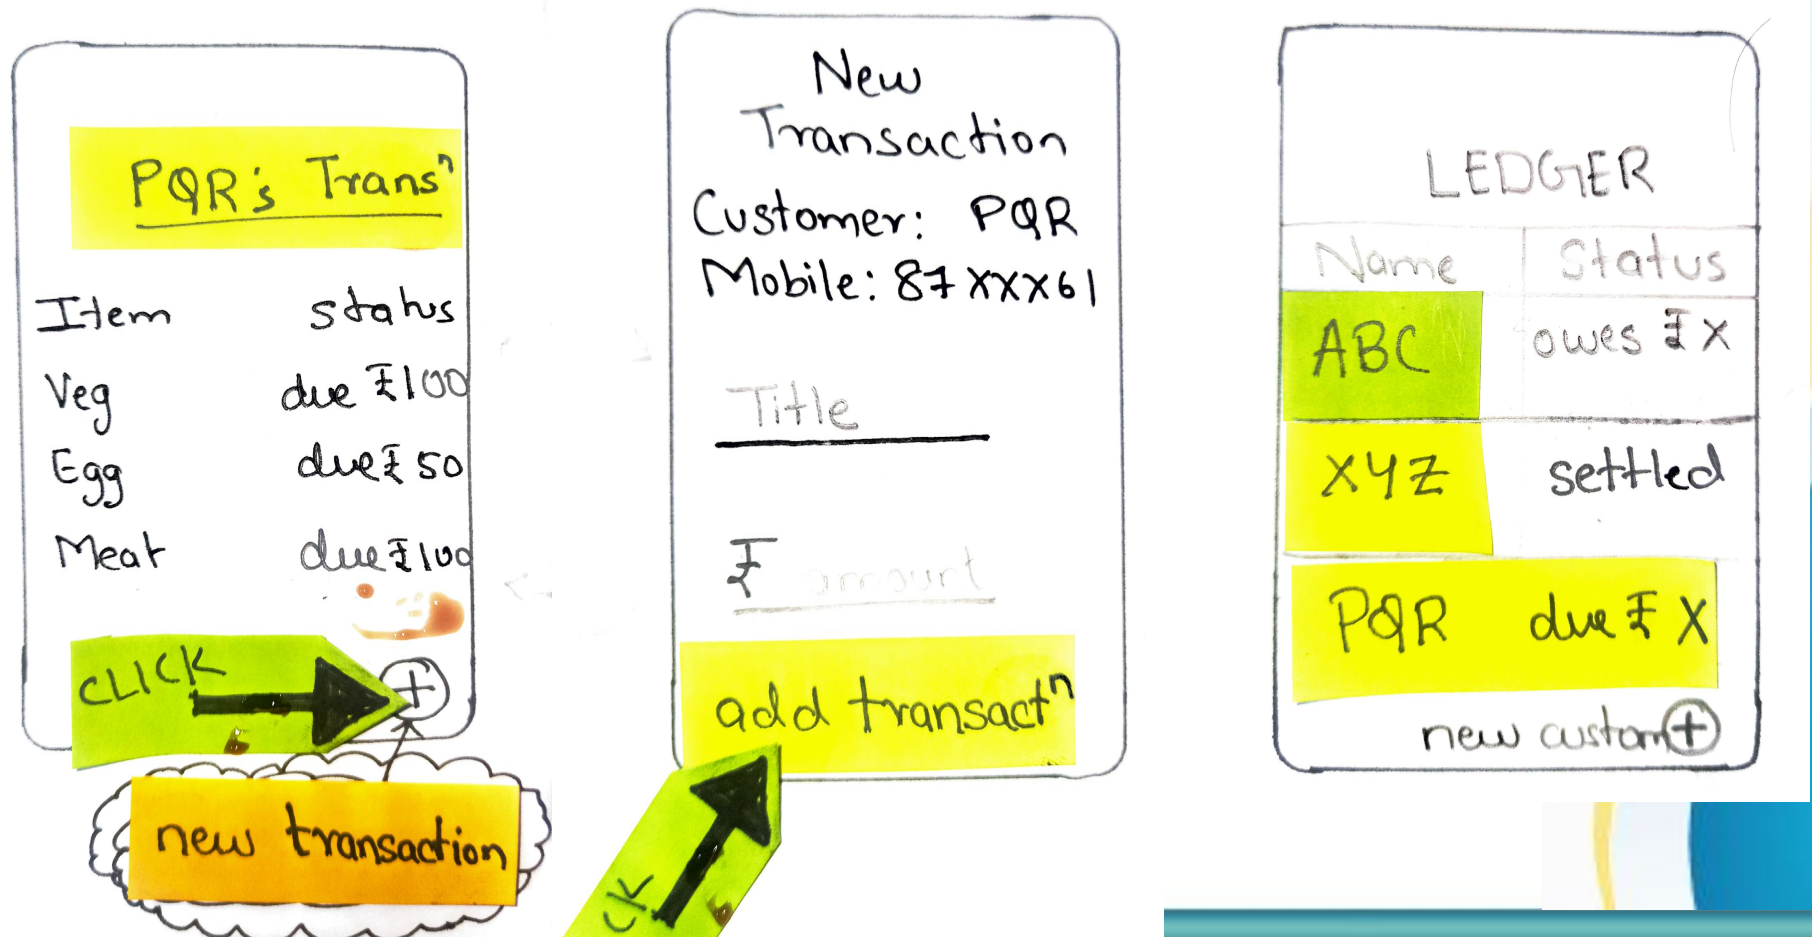 PQR's Transⁿ
Item status
Veg due ₹100
Egg due ₹ 50
Meat due ₹100
CLICK
+
new transaction
New
Transaction
Customer: PQR
Mobile: 87XXX61
Title
₹ amount
add transactⁿ
CK
LEDGER
Name Status
ABC owes ₹ X
XYZ settled
PQR due ₹ X
new custom +